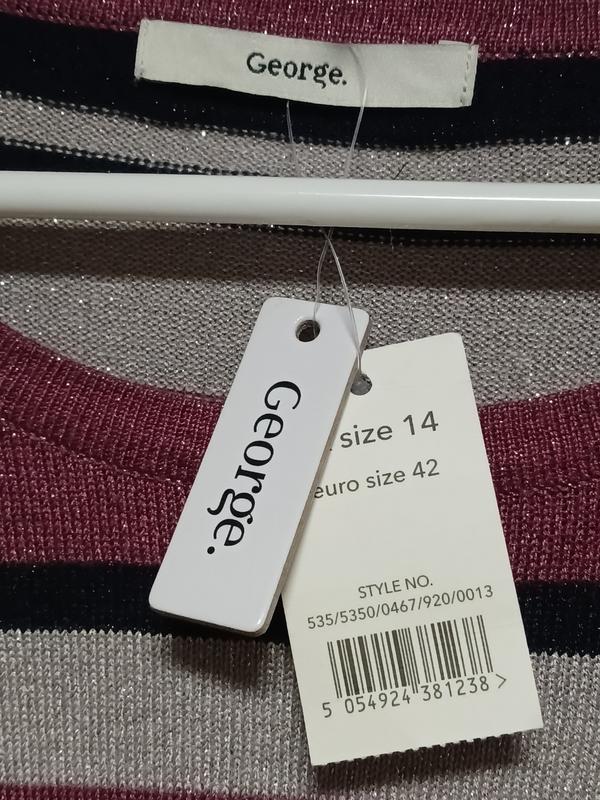 George.
George.
size 14
euro size 42
STYLE NO.
535/5350/0467/920/0013
5 054924 381238 >